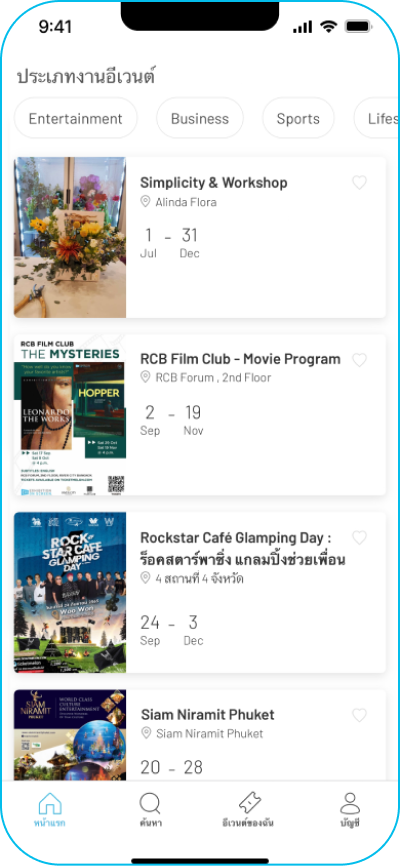 9:41
ประเภทงานอีเวนต์
Entertainment
Business
Sports
Lifes
Simplicity & Workshop
Alinda Flora
1 - 31
Jul Dec
RCB FILM CLUB
THE MYSTERIES
HOPPER
LEONARDO
THE WORKS
RCB Film Club - Movie Program
RCB Forum , 2nd Floor
2 - 19
Sep Nov
ROCK
STAR CAFE
GLAMPING
DAY
Rockstar Café Glamping Day :
ร็อคสตาร์พาซิ่ง แกลมปิ้งช่วยเพื่อน
4 สถานที่ 4 จังหวัด
24 - 3
Sep Dec
SIAM
NIRAMIT
PHUKET
WORLD CLASS
CULTURE
ENTERTAINMENT
Siam Niramit Phuket
Siam Niramit Phuket
20 - 28
หน้าแรก
ค้นหา
อีเวนต์ของฉัน
บัญชี